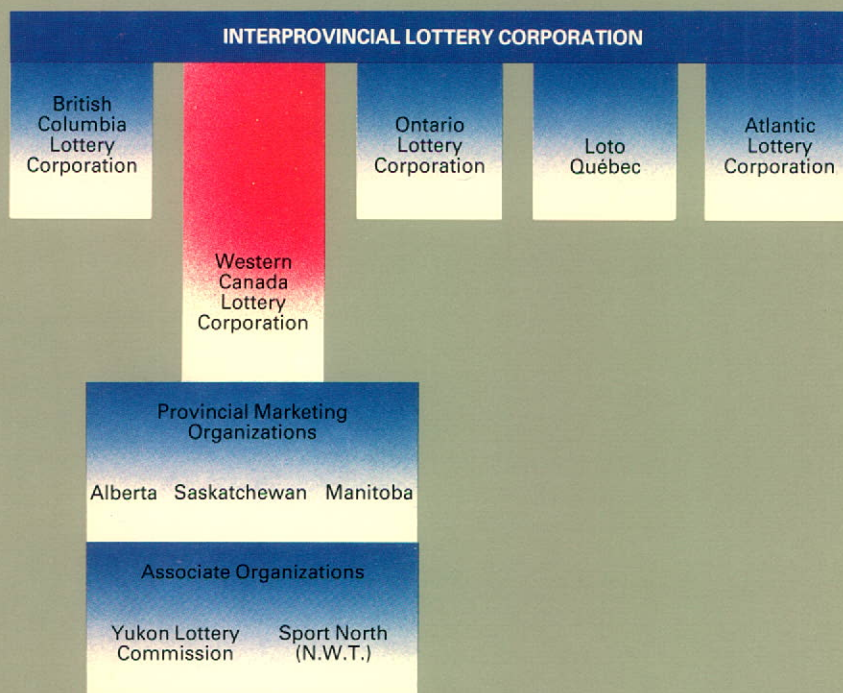 INTERPROVINCIAL LOTTERY CORPORATION
British
Columbia
Lottery
Corporation
Western
Canada
Lottery
Corporation
Ontario
Lottery
Corporation
Loto
Québec
Atlantic
Lottery
Corporation
Provincial Marketing
Organizations
Alberta Saskatchewan Manitoba
Associate Organizations
Yukon Lottery
Commission
Sport North
(N.W.T.)